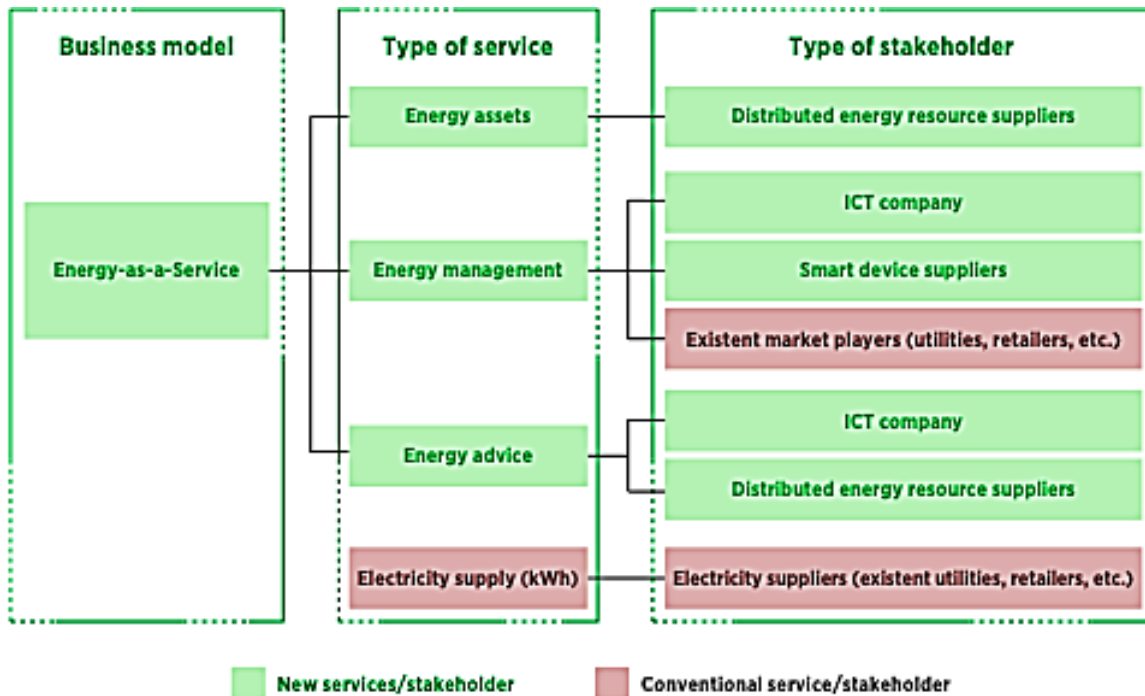 Business model
Type of service
Type of stakeholder
Energy assets
Distributed energy resource suppliers
ICT company
Energy-as-a-Service
Energy management
Smart device suppliers
Existent market players (utilities, retailers, etc.)
ICT company
Energy advice
Distributed energy resource suppliers
Electricity supply (kWh)
Electricity suppliers (existent utilities, retailers, etc.)
New services/stakeholder
Conventional service/stakeholder